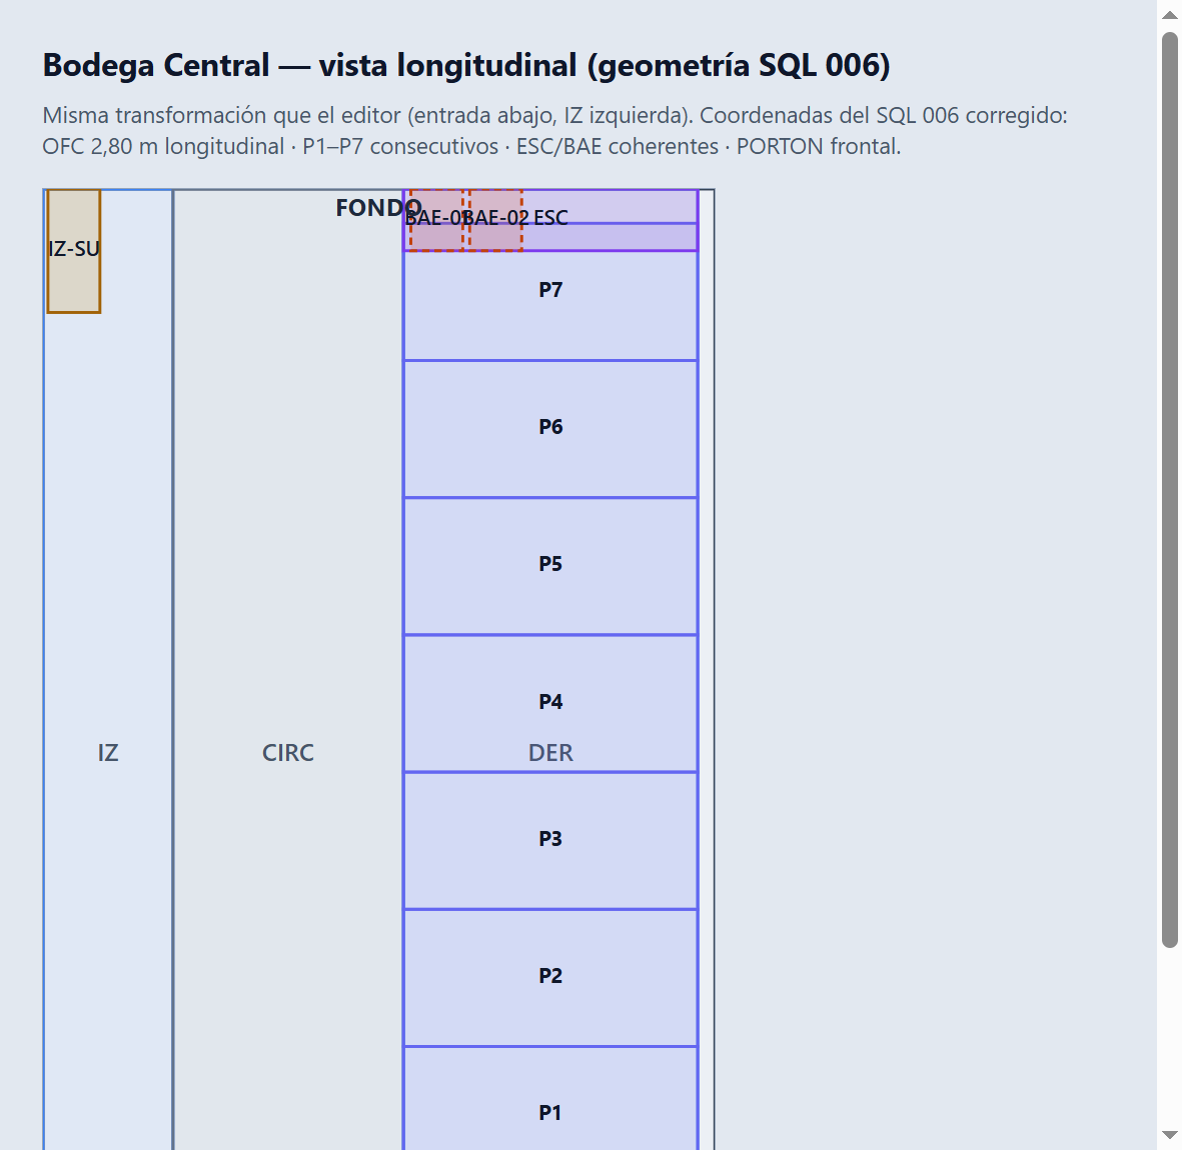 Bodega Central — vista longitudinal (geometría SQL 006)
Misma transformación que el editor (entrada abajo, IZ izquierda). Coordenadas del SQL 006 corregido:
OFC 2,80 m longitudinal · P1–P7 consecutivos · ESC/BAE coherentes · PORTON frontal.
FONDO
BAE-01
BAE-02
ESC
IZ-SU
P7
P6
P5
P4
IZ
CIRC
DER
P3
P2
P1